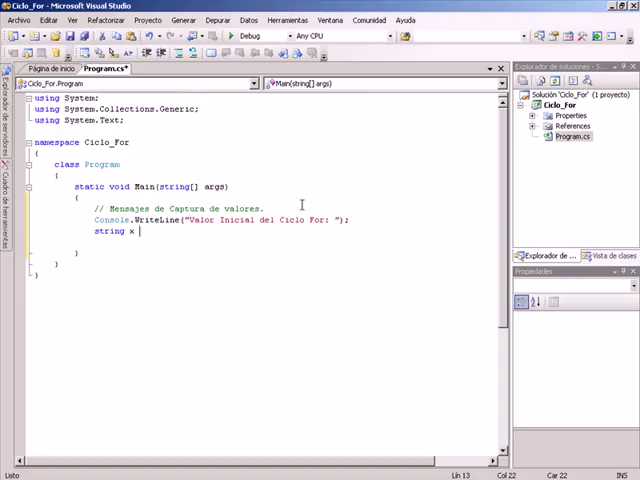 Ciclo_For - Microsoft Visual Studio
Archivo Editar Ver Refactorizar Proyecto Generar Depurar Datos Herramientas Ventana Comunidad Ayuda
Debug Any CPU
Página de inicio Program.cs*
Ciclo_For.Program
Main(string[] args)
using System;
using System.Collections.Generic;
using System.Text;
namespace Ciclo_For
{
class Program
{
static void Main(string[] args)
{
// Mensajes de Captura de valores.
Console.WriteLine("Valor Inicial del Ciclo For: ");
string x
}
}
}
Explorador de servidores
Cuadro de herramientas
Explorador de soluciones - S...
Solución 'Ciclo_For' (1 proyecto)
Ciclo_For
Properties
References
Program.cs
Explorador de ... Vista de clases
Propiedades
Listo Lín 13 Col 22 Car 22